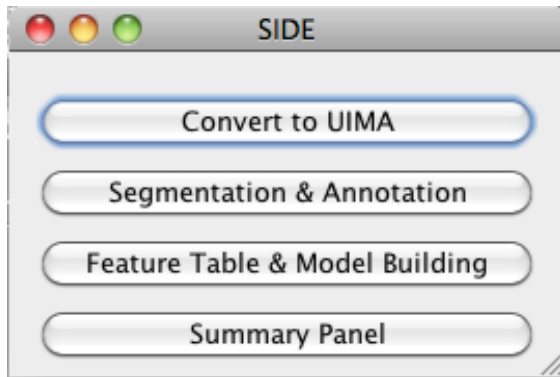 SIDE
Convert to UIMA
Segmentation & Annotation
Feature Table & Model Building
Summary Panel